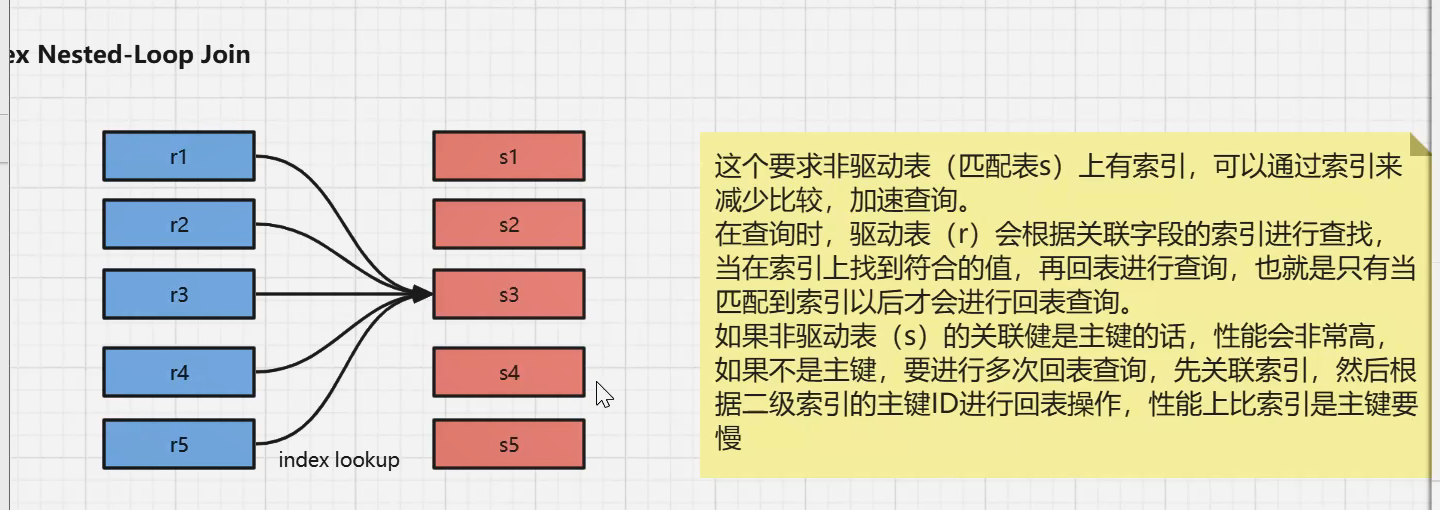 ex Nested-Loop Join
r1
s1
r2
s2
r3
s3
r4
s4
r5
s5
index lookup
这个要求非驱动表（匹配表s）上有索引，可以通过索引来
减少比较，加速查询。
在查询时，驱动表（r）会根据关联字段的索引进行查找，
当在索引上找到符合的值，再回表进行查询，也就是只有当
匹配到索引以后才会进行回表查询。
如果非驱动表（s）的关联健是主键的话，性能会非常高，
如果不是主键，要进行多次回表查询，先关联索引，然后根
据二级索引的主键ID进行回表操作，性能上比索引是主键要
慢